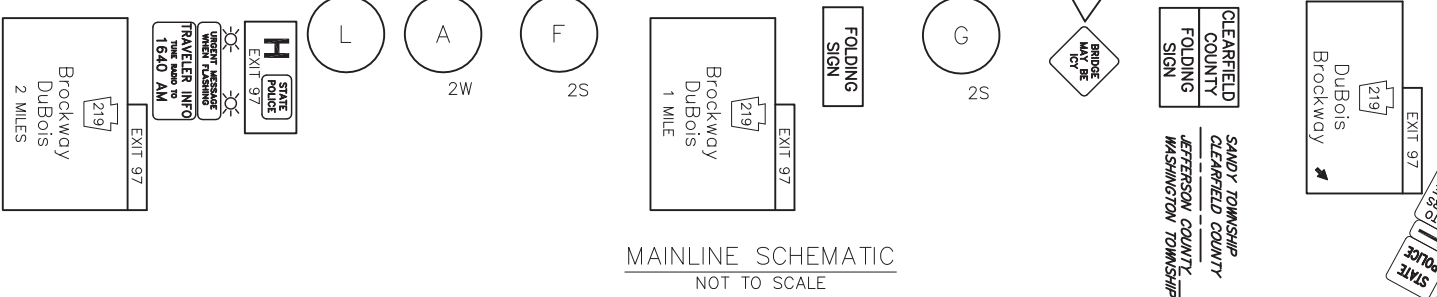 EXIT 97
219
Brockway
DuBois
2 MILES
URGENT MESSAGE
WHEN FLASHING
TRAVELER INFO
TUNE RADIO TO
1640 AM
H
STATE
POLICE
EXIT 97
L
A
2W
F
2S
EXIT 97
219
Brockway
DuBois
1 MILE
FOLDING
SIGN
G
2S
BRIDGE
MAY BE
ICY
CLEARFIELD
COUNTY
FOLDING
SIGN
SANDY TOWNSHIP
CLEARFIELD COUNTY
JEFFERSON COUNTY
WASHINGTON TOWNSHIP
EXIT 97
219
DuBois
Brockway
TO
STATE
POLICE
MAINLINE SCHEMATIC
NOT TO SCALE